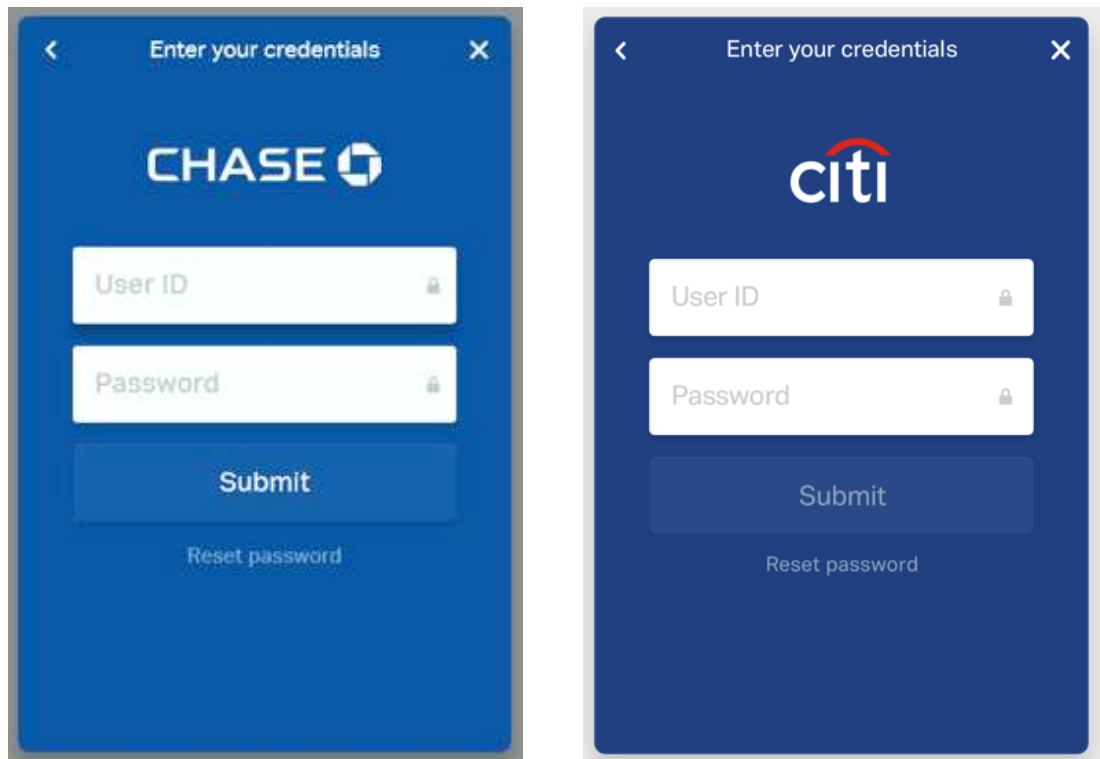 Enter your credentials
CHASE
User ID
Password
Submit
Reset password
Enter your credentials
citi
User ID
Password
Submit
Reset password